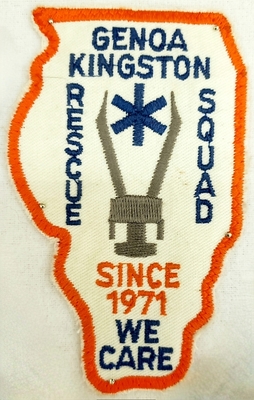 GENOA
KINGSTON
RESCUE
SQUAD
SINCE
1971
WE
CARE